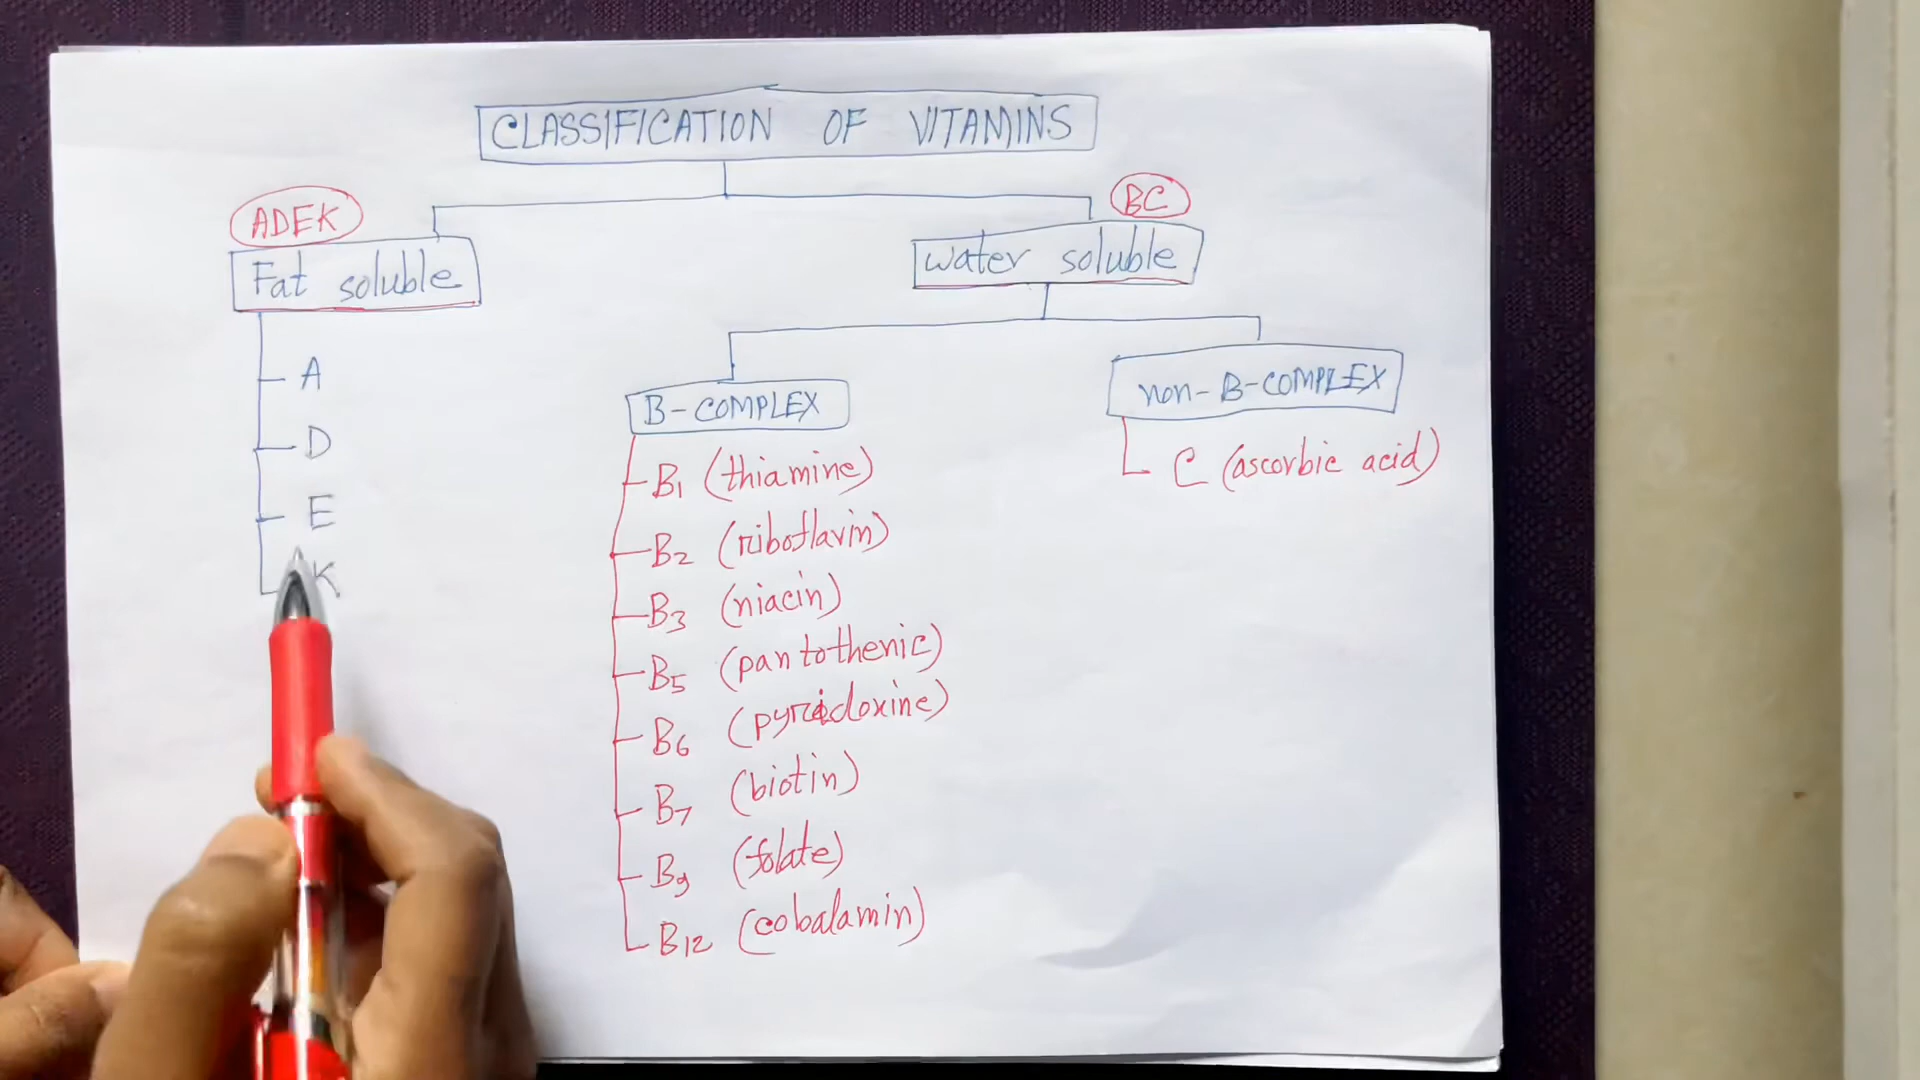 CLASSIFICATION OF VITAMINS
ADEK
Fat soluble
A
D
E
K
BC
water soluble
B-COMPLEX
B1 (thiamine)
B2 (riboflavin)
B3 (niacin)
B5 (pantothenic)
B6 (pyridoxine)
B7 (biotin)
B9 (folate)
B12 (cobalamin)
non-B-COMPLEX
C (ascorbic acid)